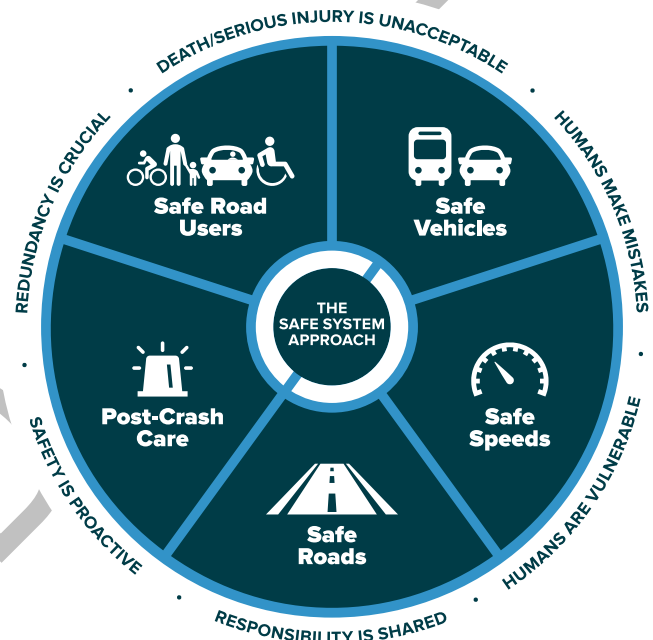 DEATH/SERIOUS INJURY IS UNACCEPTABLE
HUMANS MAKE MISTAKES
HUMANS ARE VULNERABLE
RESPONSIBILITY IS SHARED
SAFETY IS PROACTIVE
REDUNDANCY IS CRUCIAL
Safe Road
Users
Safe
Vehicles
THE
SAFE SYSTEM
APPROACH
Safe
Speeds
Safe
Roads
Post-Crash
Care